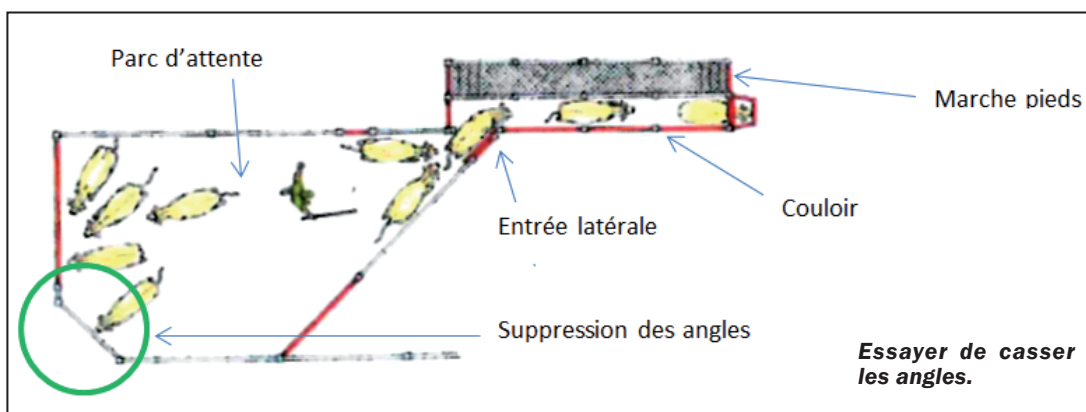 Parc d'attente
Marche pieds
Couloir
Entrée latérale
Suppression des angles
Essayer de casser
les angles.